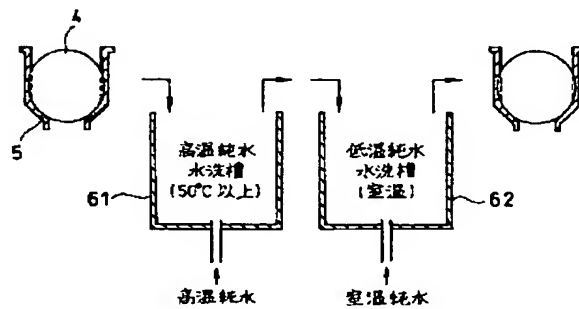 4
5
高温純水
水洗槽
(50℃以上)
低温純水
水洗槽
(室温)
61
62
高温純水
室温純水